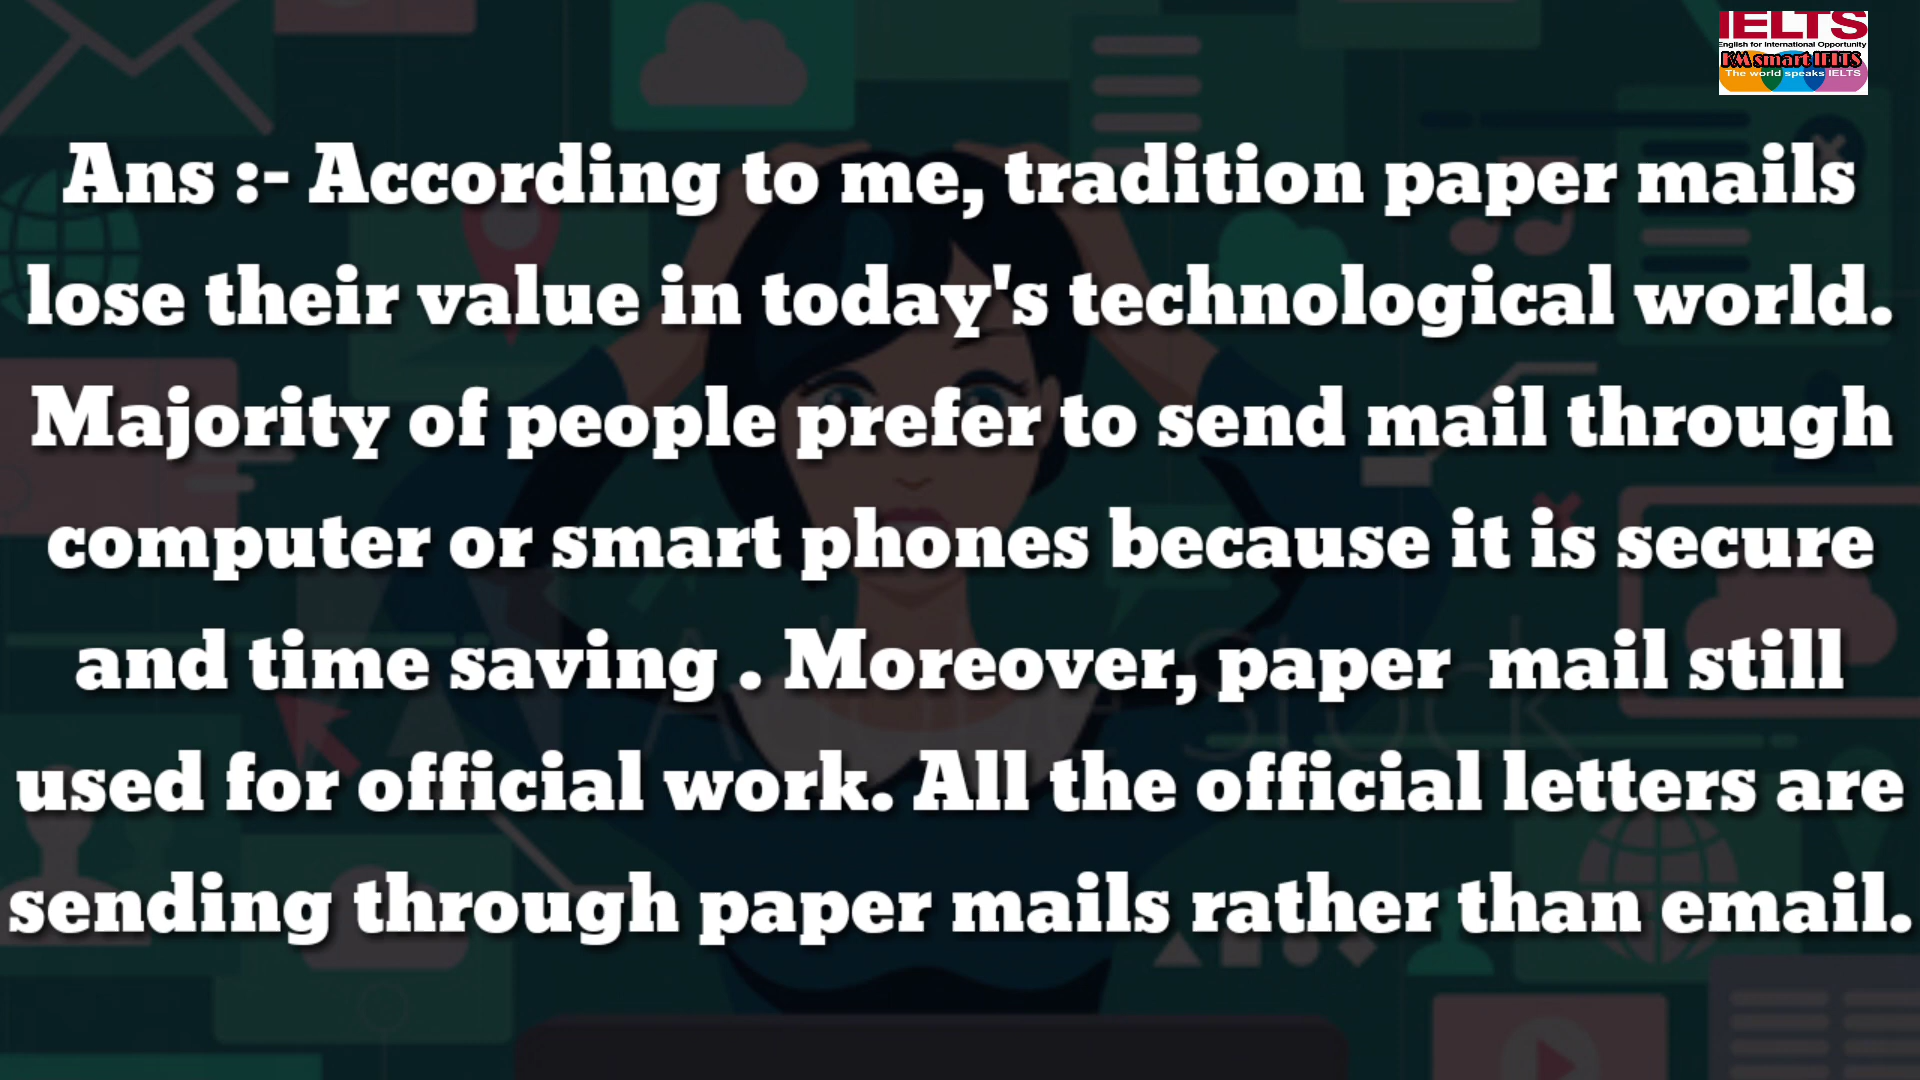 IELTS
English for International Opportunity
KM smart IELTS
The world speaks IELTS
Ans :- According to me, tradition paper mails
lose their value in today's technological world.
Majority of people prefer to send mail through
computer or smart phones because it is secure
and time saving . Moreover, paper  mail still
used for official work. All the official letters are
sending through paper mails rather than email.
Adobe Stock